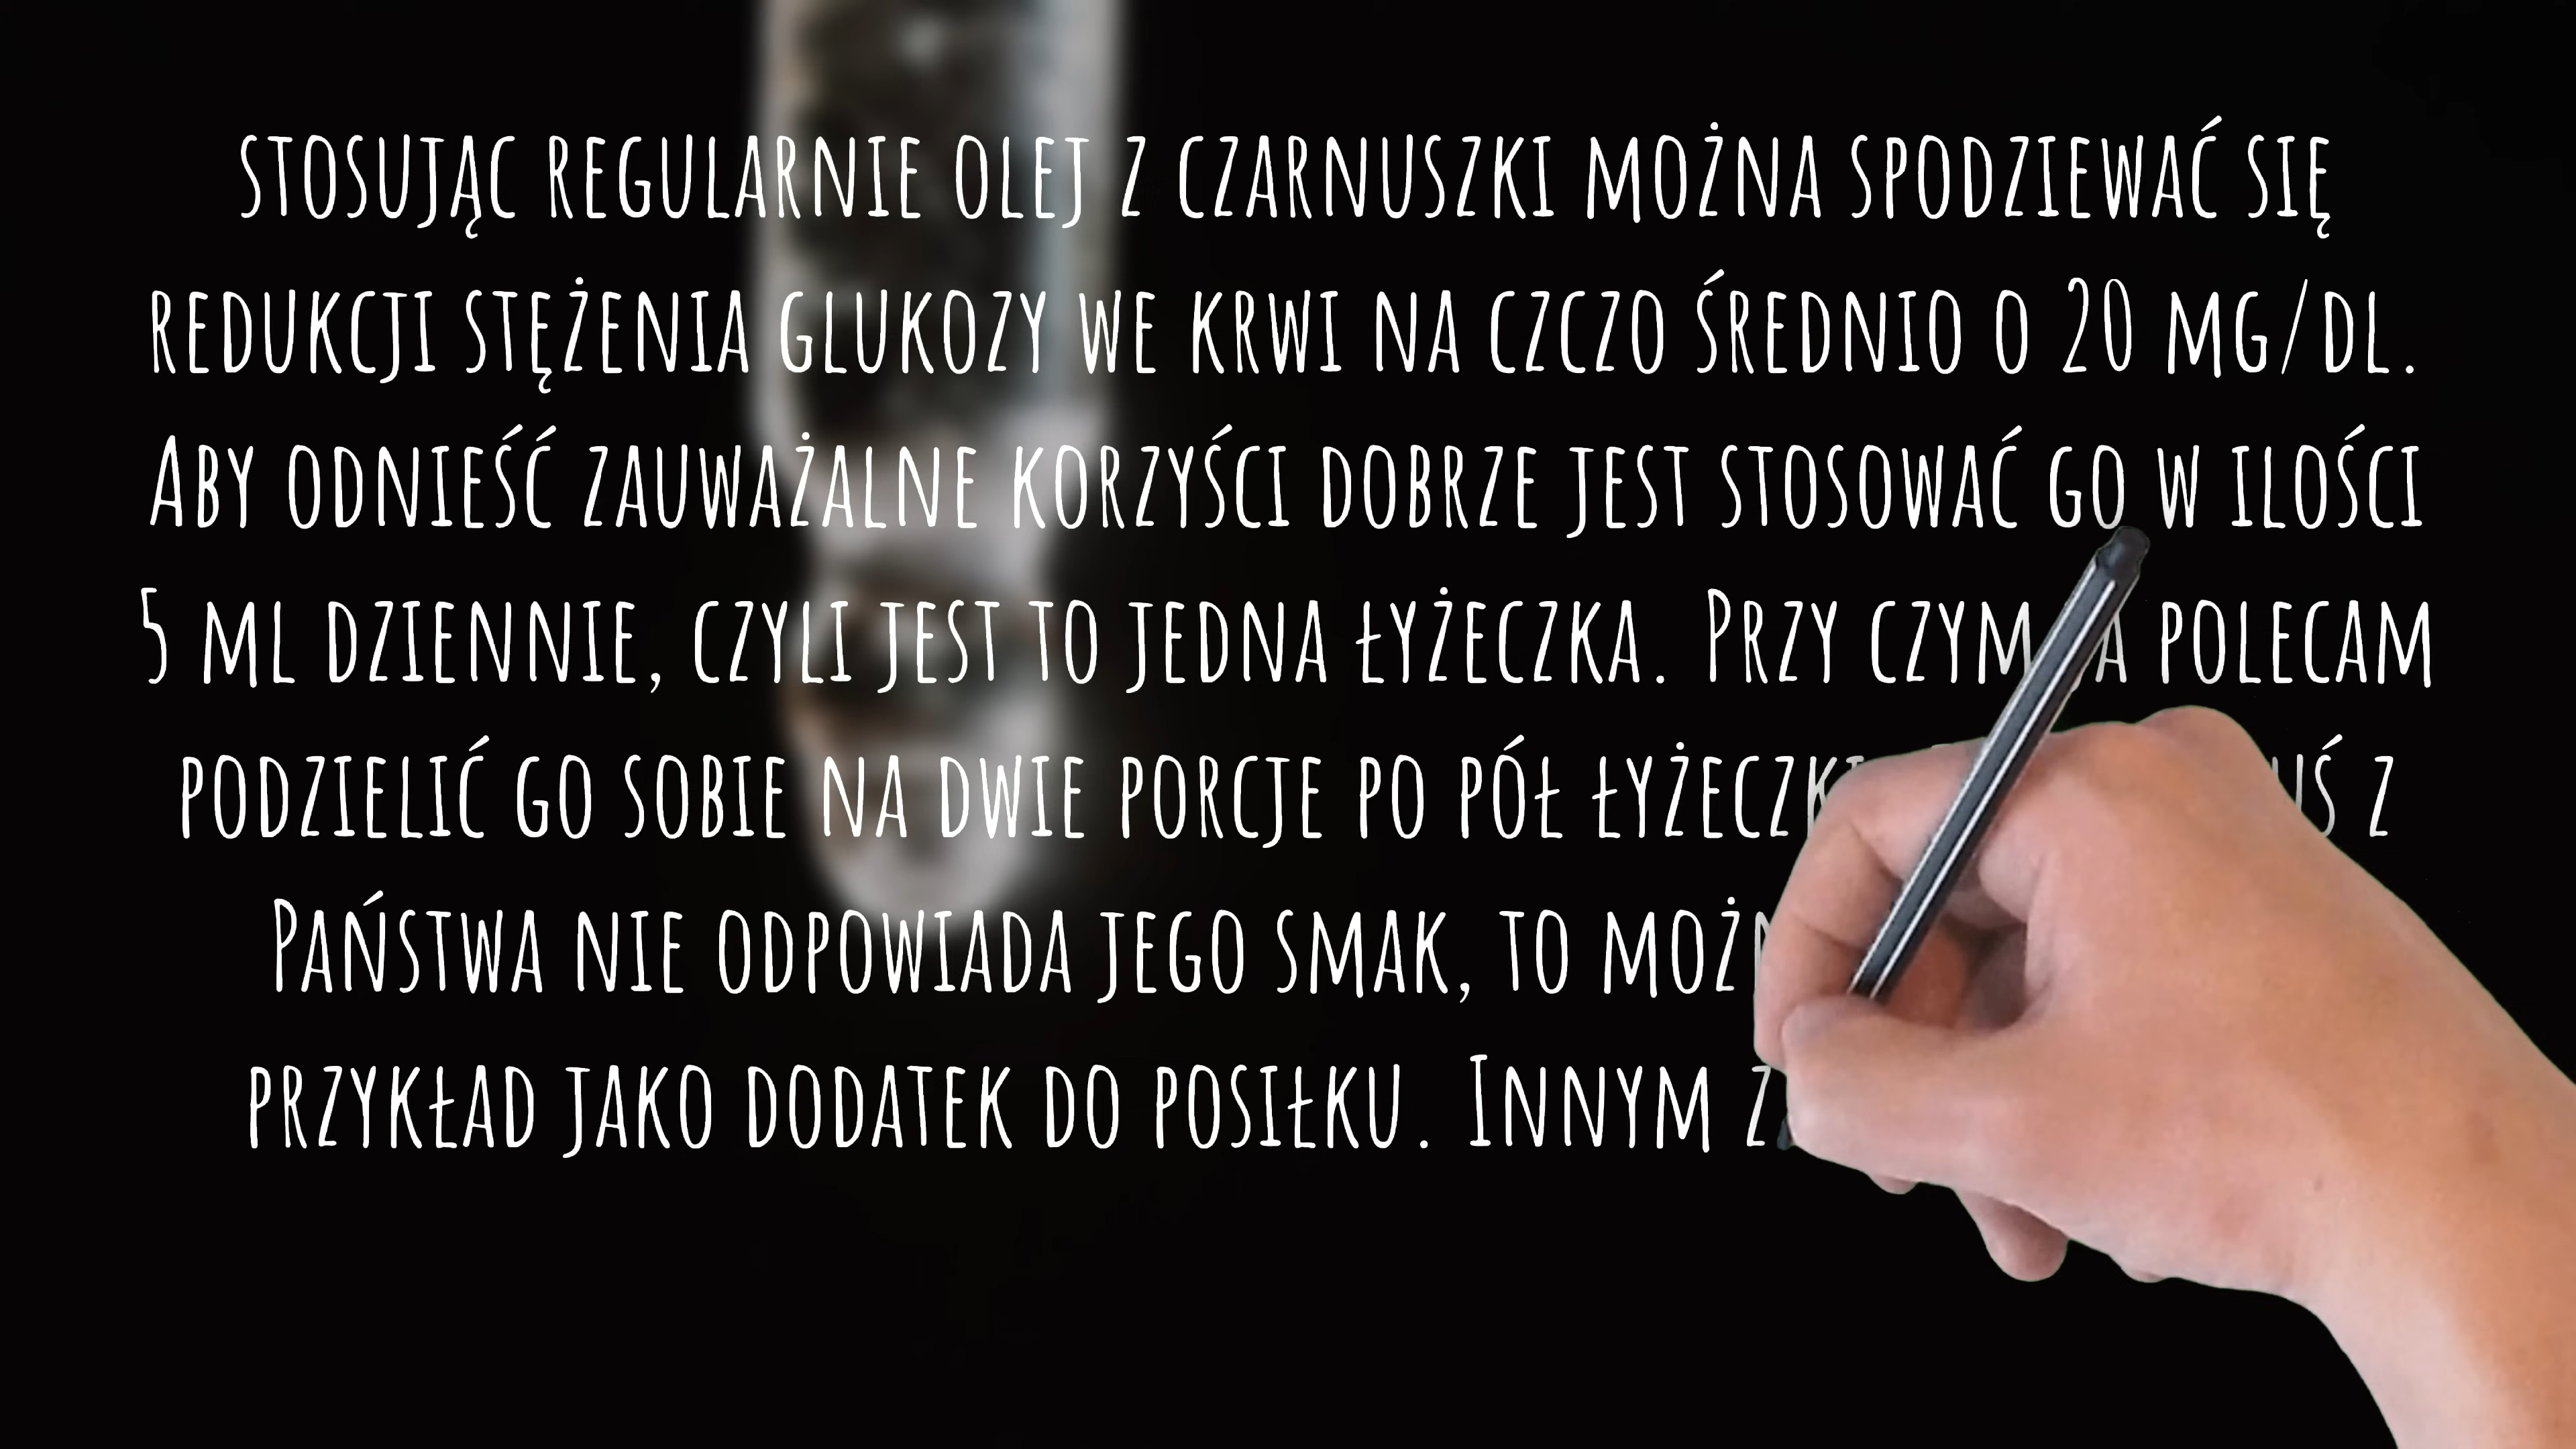 stosując regularnie olej z czarnuszki można spodziewać się
redukcji stężenia glukozy we krwi na czczo średnio o 20 mg/dl.
Aby odnieść zauważalne korzyści dobrze jest stosować go w ilości
5 ml dziennie, czyli jest to jedna łyżeczka. Przy czym ja polecam
podzielić go sobie na dwie porcje po pół łyżeczki z
Państwa nie odpowiada jego smak, to
przykład jako dodatek do posiłku. Innym